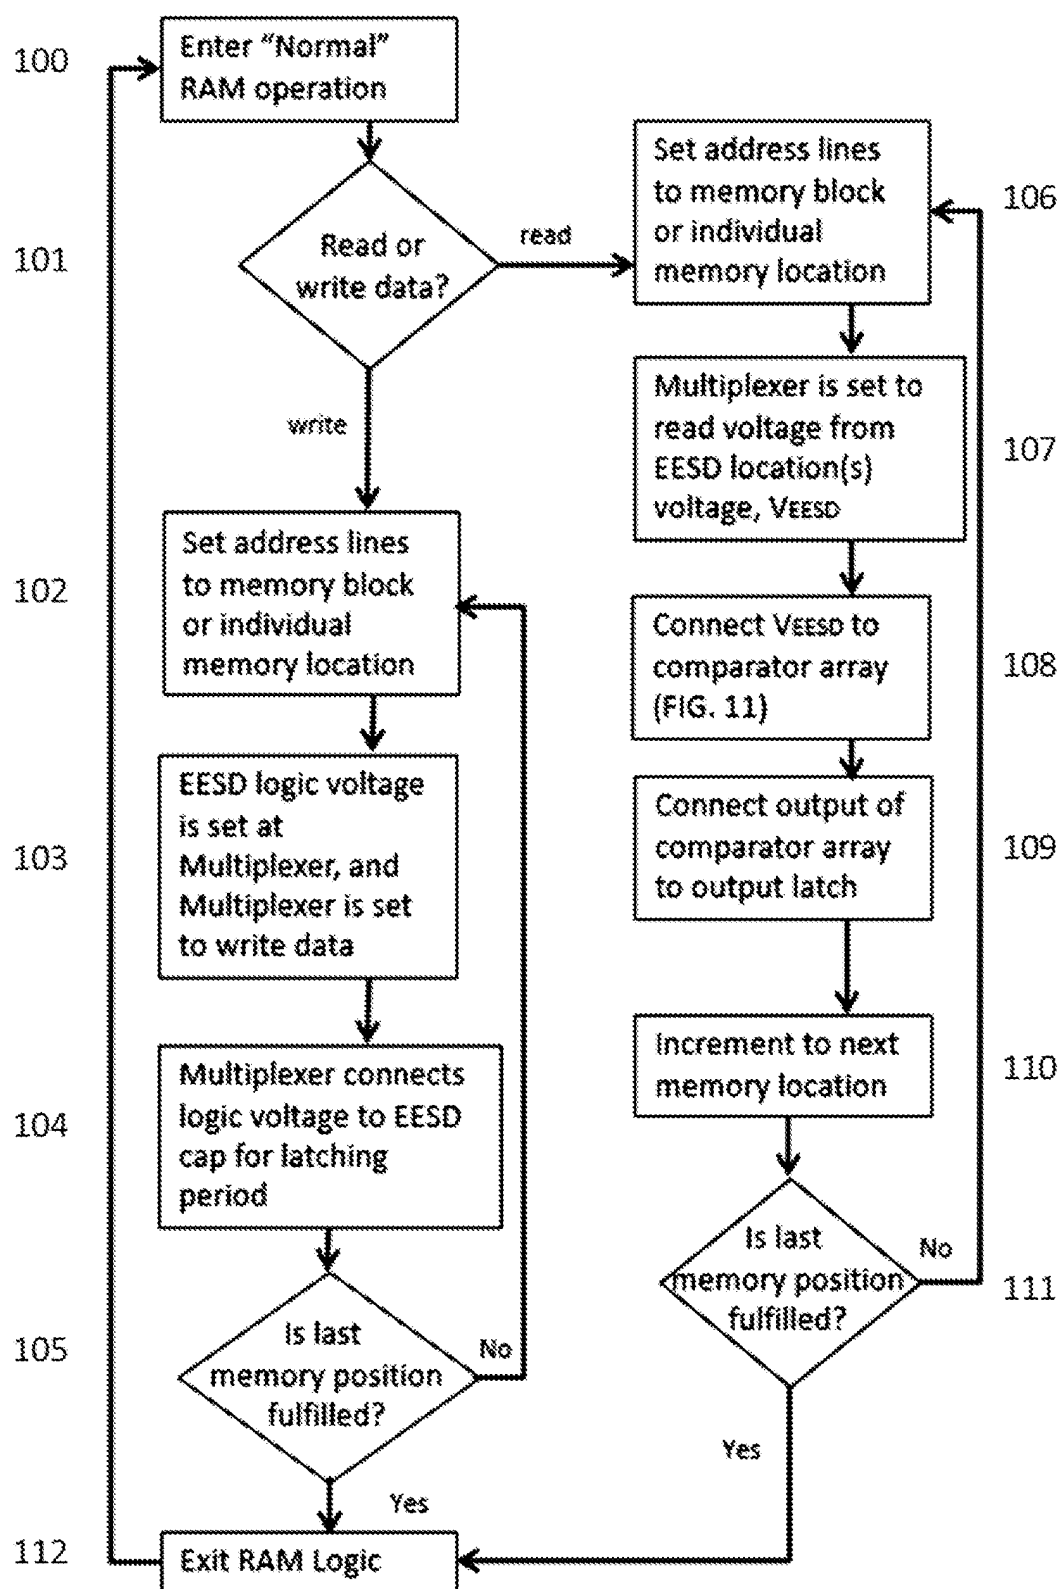 100
Enter “Normal”
RAM operation
101
Read or
write data?
read
write
102
Set address lines
to memory block
or individual
memory location
103
EESD logic voltage
is set at
Multiplexer, and
Multiplexer is set
to write data
104
Multiplexer connects
logic voltage to EESD
cap for latching
period
105
Is last
memory position
fulfilled?
No
Yes
112
Exit RAM Logic
106
Set address lines
to memory block
or individual
memory location
107
Multiplexer is set to
read voltage from
EESD location(s)
voltage, VEESD
108
Connect VEESD to
comparator array
(FIG. 11)
109
Connect output of
comparator array
to output latch
110
Increment to next
memory location
111
Is last
memory position
fulfilled?
No
Yes